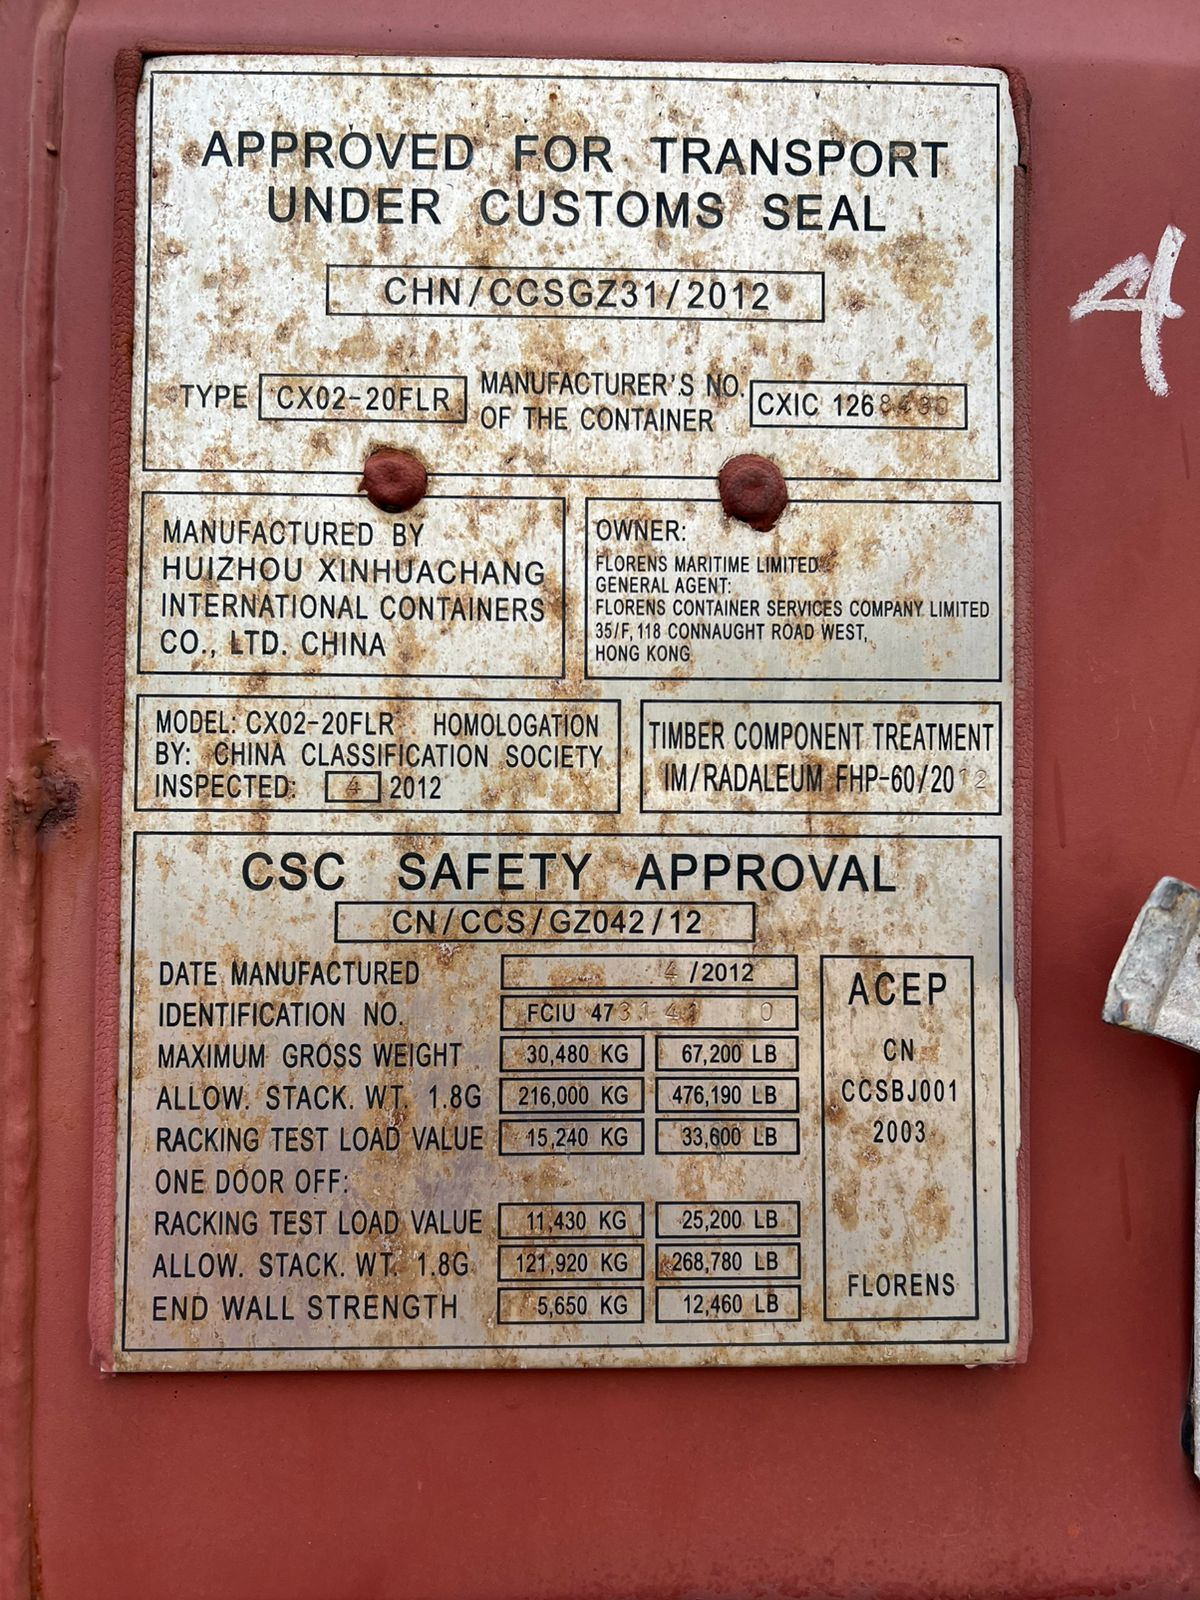 APPROVED FOR TRANSPORT
UNDER CUSTOMS SEAL
CHN/CCSGZ31/2012
TYPE CX02-20FLR MANUFACTURER'S NO. OF THE CONTAINER CXIC 1268430
MANUFACTURED BY
HUIZHOU XINHUACHANG
INTERNATIONAL CONTAINERS
CO., LTD. CHINA
OWNER:
FLORENS MARITIME LIMITED
GENERAL AGENT:
FLORENS CONTAINER SERVICES COMPANY LIMITED
35/F, 118 CONNAUGHT ROAD WEST,
HONG KONG
MODEL: CX02-20FLR HOMOLOGATION
BY: CHINA CLASSIFICATION SOCIETY
INSPECTED: 4 2012
TIMBER COMPONENT TREATMENT
IM/RADALEUM FHP-60/2012
CSC SAFETY APPROVAL
CN/CCS/GZ042/12
DATE MANUFACTURED 4/2012
IDENTIFICATION NO. FCIU 47
MAXIMUM GROSS WEIGHT 30,480 KG 67,200 LB
ALLOW. STACK. WT. 1.8G 216,000 KG 476,190 LB
RACKING TEST LOAD VALUE 15,240 KG 33,600 LB
ONE DOOR OFF:
RACKING TEST LOAD VALUE 11,430 KG 25,200 LB
ALLOW. STACK. WT. 1.8G 121,920 KG 268,780 LB
END WALL STRENGTH 5,650 KG 12,460 LB
ACEP
CN
CCSBJ001
2003
FLORENS
4